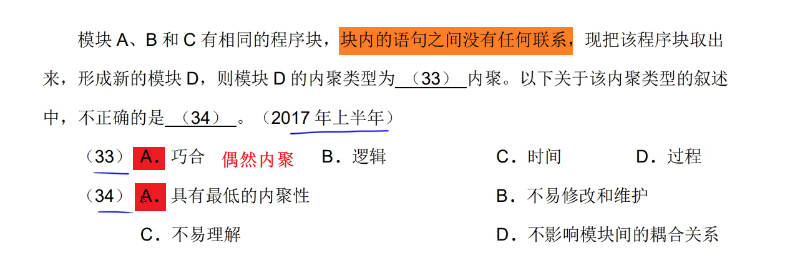 模块 A、B 和 C 有相同的程序块，块内的语句之间没有任何联系，现把该程序块取出
来，形成新的模块 D，则模块 D 的内聚类型为 （33） 内聚。以下关于该内聚类型的叙述
中，不正确的是 （34） 。（2017 年上半年）
（33） A．巧合 偶然内聚 B．逻辑 C．时间 D．过程
（34） A．具有最低的内聚性 B．不易修改和维护
C．不易理解 D．不影响模块间的耦合关系